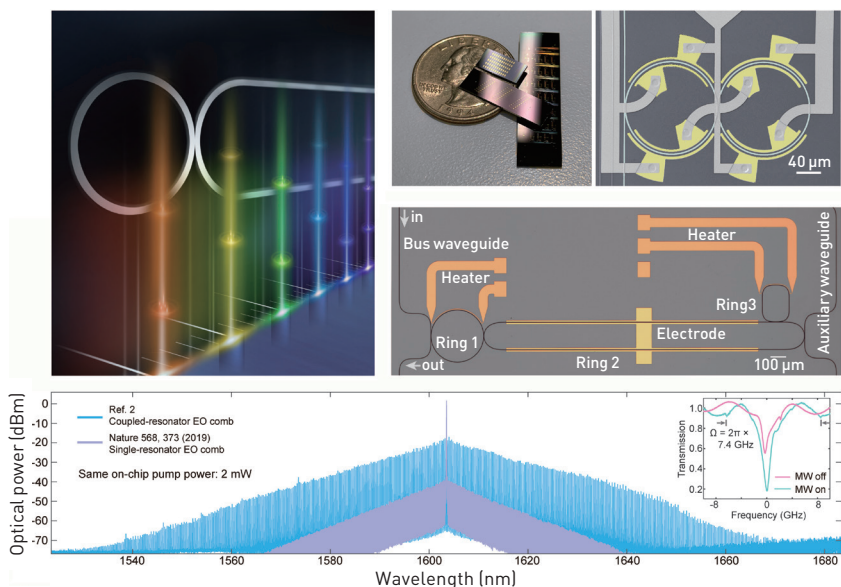 40 µm
in
Bus waveguide
Heater
Heater
Ring 1
Ring3
Electrode
Ring 2
100 µm
out
Auxiliary waveguide
Optical power (dBm)
0
-10
-20
-30
-40
-50
-60
-70
Ref. 2
Coupled-resonator EO comb
Nature 568, 373 (2019)
Single-resonator EO comb
Same on-chip pump power: 2 mW
Transmission
1.0
0.8
0.6
0.4
0.2
Ω = 2π ×
7.4 GHz
MW off
MW on
-8
0
8
Frequency (GHz)
1540
1560
1580
1600
1620
1640
1660
1680
Wavelength (nm)